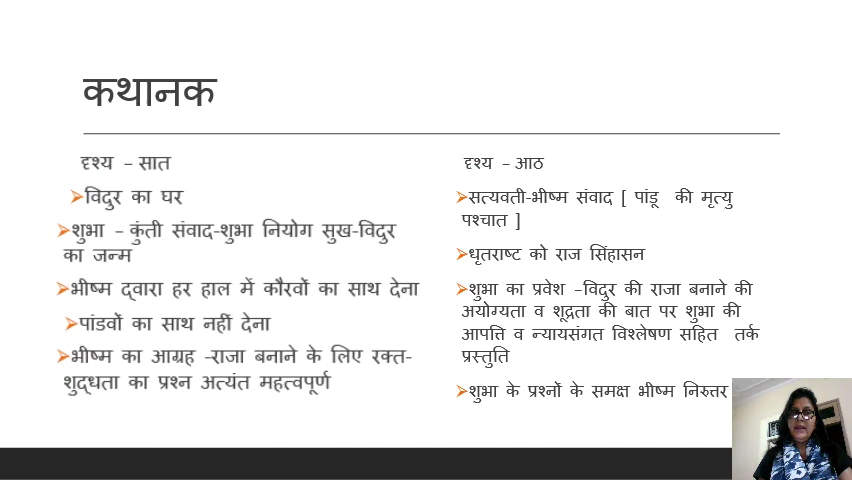 कथानक
दृश्य – सात
➢विदुर का घर
➢शुभा – कुंती संवाद-शुभा नियोग सुख-विदुर
का जन्म
➢भीष्म द्वारा हर हाल में कौरवों का साथ देना
➢पांडवों का साथ नहीं देना
➢भीष्म का आग्रह –राजा बनाने के लिए रक्त-
शुद्धता का प्रश्न अत्यंत महत्वपूर्ण
दृश्य – आठ
➢सत्यवती-भीष्म संवाद [ पांडू की मृत्यु
पश्चात ]
➢धृतराष्ट को राज सिंहासन
➢शुभा का प्रवेश –विदुर की राजा बनाने की
अयोग्यता व शूद्रता की बात पर शुभा की
आपत्ति व न्यायसंगत विश्लेषण सहित तर्क
प्रस्तुति
➢शुभा के प्रश्नों के समक्ष भीष्म निरुत्तर